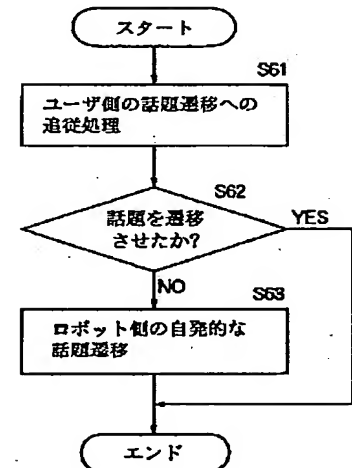 スタート
S61
ユーザ側の話題遷移への
追従処理
S62
話題を遷移
させたか?
YES
NO
S63
ロボット側の自発的な
話題遷移
エンド